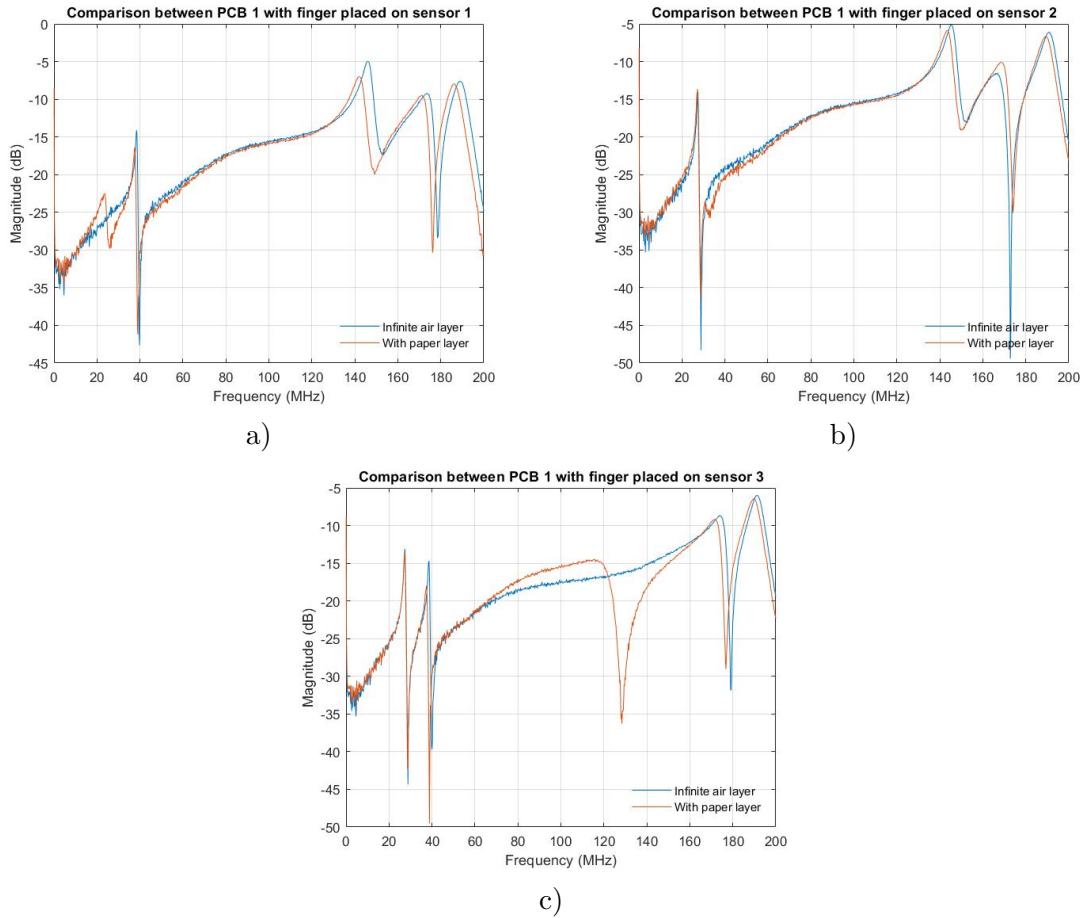 Comparison between PCB 1 with finger placed on sensor 1
0
-5
-10
-15
-20
-25
-30
-35
-40
-45
Magnitude (dB)
Infinite air layer
With paper layer
0 20 40 60 80 100 120 140 160 180 200
Frequency (MHz)
a)
Comparison between PCB 1 with finger placed on sensor 2
-5
-10
-15
-20
-25
-30
-35
-40
-45
-50
Magnitude (dB)
Infinite air layer
With paper layer
0 20 40 60 80 100 120 140 160 180 200
Frequency (MHz)
b)
Comparison between PCB 1 with finger placed on sensor 3
-5
-10
-15
-20
-25
-30
-35
-40
-45
-50
Magnitude (dB)
Infinite air layer
With paper layer
0 20 40 60 80 100 120 140 160 180 200
Frequency (MHz)
c)